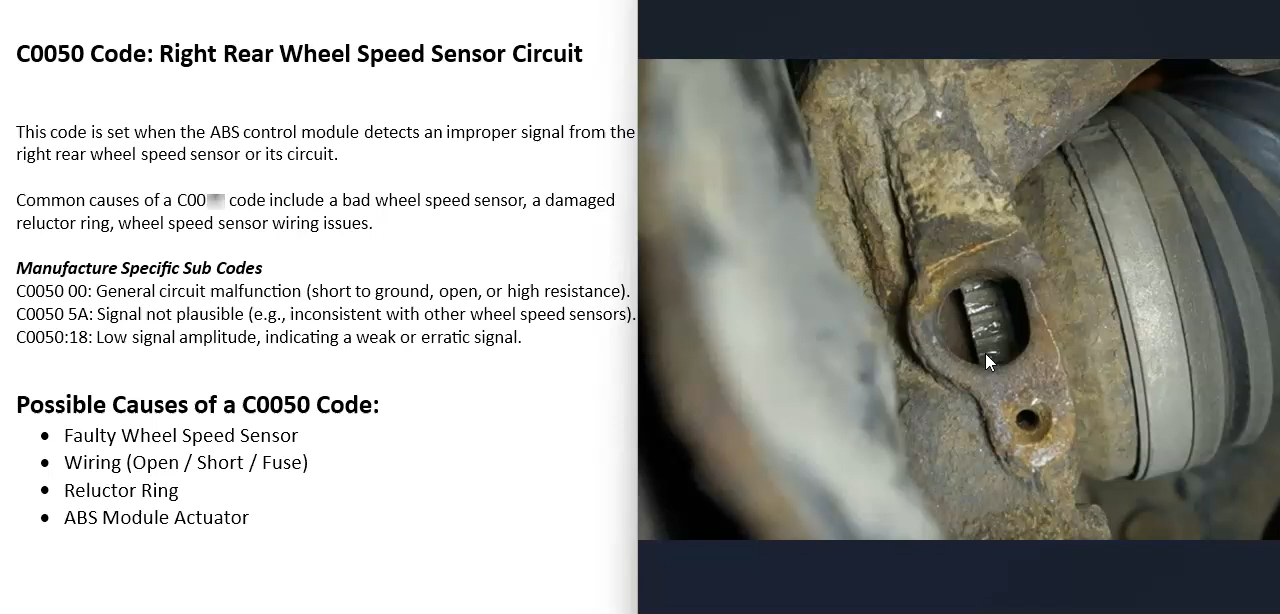 C0050 Code: Right Rear Wheel Speed Sensor Circuit
This code is set when the ABS control module detects an improper signal from the
right rear wheel speed sensor or its circuit.
Common causes of a C00 code include a bad wheel speed sensor, a damaged
reluctor ring, wheel speed sensor wiring issues.
Manufacture Specific Sub Codes
C0050 00: General circuit malfunction (short to ground, open, or high resistance).
C0050 5A: Signal not plausible (e.g., inconsistent with other wheel speed sensors).
C0050:18: Low signal amplitude, indicating a weak or erratic signal.
Possible Causes of a C0050 Code:
• Faulty Wheel Speed Sensor
• Wiring (Open / Short / Fuse)
• Reluctor Ring
• ABS Module Actuator